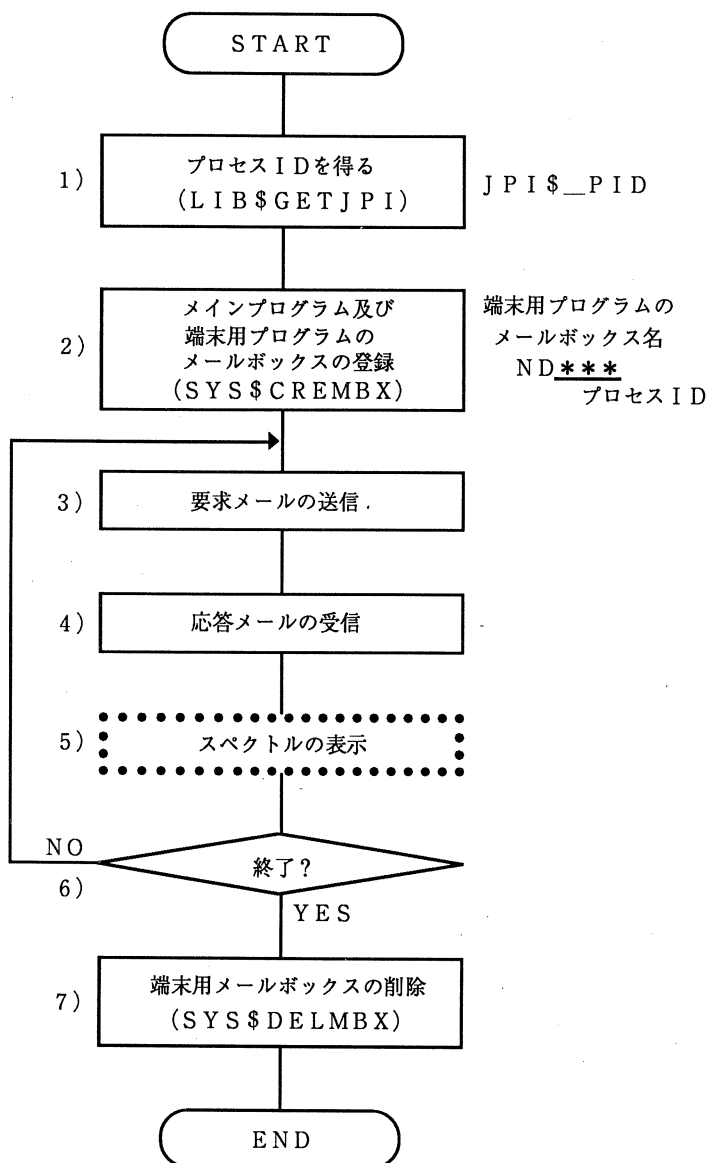 START
1)
プロセスIDを得る
(LIB$GETJPI)
JPI$_PID
2)
メインプログラム及び
端末用プログラムの
メールボックスの登録
(SYS$CREMBX)
端末用プログラムの
メールボックス名
ND***
プロセスID
3)
要求メールの送信.
4)
応答メールの受信
5)
スペクトルの表示
NO
終了?
6)
YES
7)
端末用メールボックスの削除
(SYS$DELMBX)
END